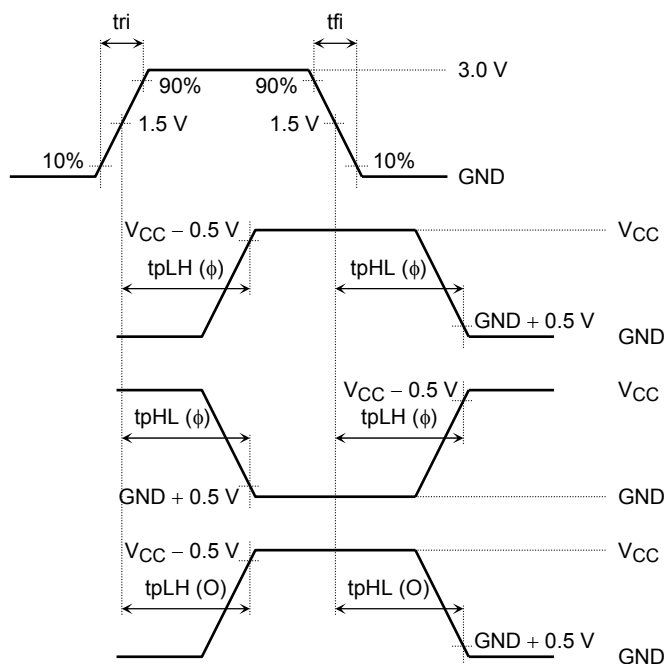 tri tfi
90% 90% 3.0 V
1.5 V 1.5 V
10% 10%
GND
VCC − 0.5 V VCC
tpLH (ϕ) tpHL (ϕ)
GND + 0.5 V
GND
VCC − 0.5 V VCC
tpHL (ϕ) tpLH (ϕ)
GND + 0.5 V GND
VCC − 0.5 V VCC
tpLH (O) tpHL (O)
GND + 0.5 V
GND